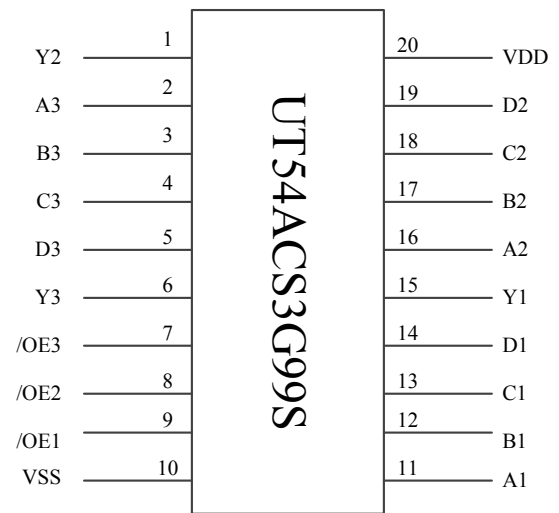 Y2 1 20 VDD
A3 2 19 D2
B3 3 18 C2
C3 4 17 B2
D3 5 16 A2
Y3 6 15 Y1
/OE3 7 14 D1
/OE2 8 13 C1
/OE1 9 12 B1
VSS 10 11 A1
UT54ACS3G99S